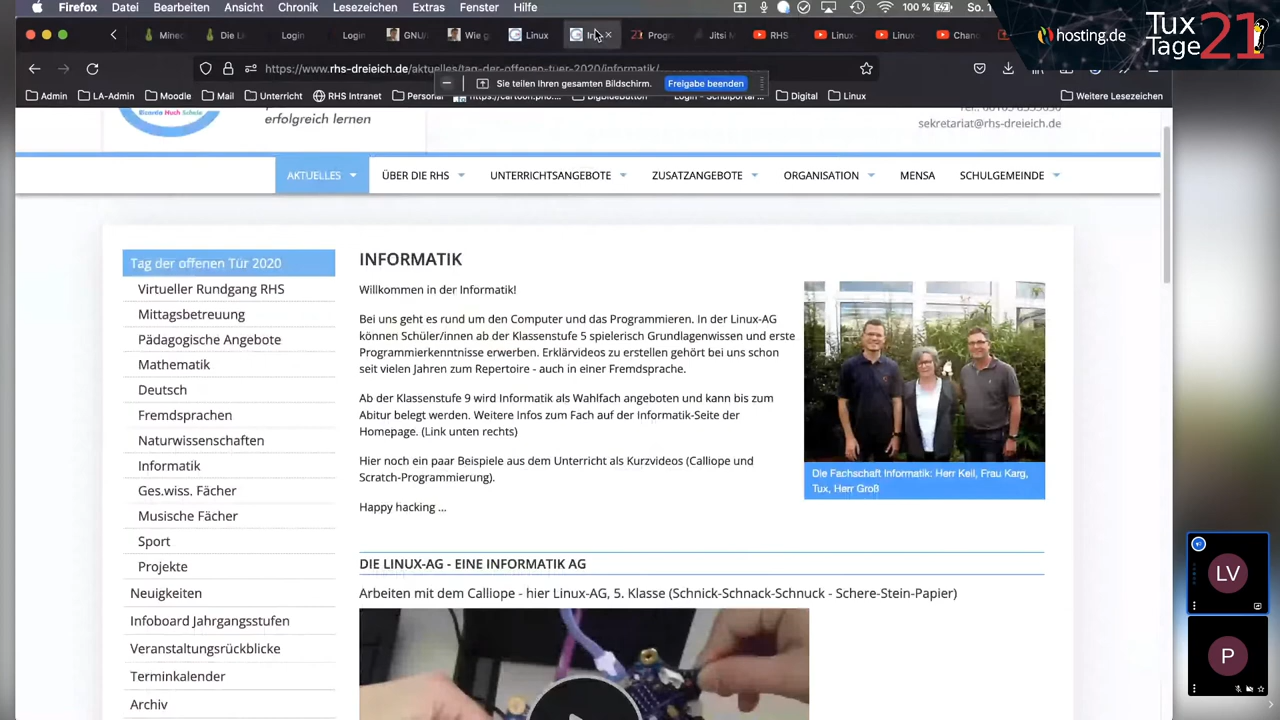 Firefox Datei Bearbeiten Ansicht Chronik Lesezeichen Extras Fenster Hilfe 100 %
Tux
Tage 21
hosting.de
Login Login GNU/ Wie g Linux Jitsi M RHS Linux- Linux Chan
https://www.rhs-dreieich.de/aktuelles/tag-der-offenen-tuer-2020/informatik/
Sie teilen Ihren gesamten Bildschirm. Freigabe beenden
Admin LA-Admin Moodle Mail Unterricht RHS Intranet Digital Linux Weitere Lesezeichen
erfolgreich lernen
sekretariat@rhs-dreieich.de
AKTUELLES ÜBER DIE RHS UNTERRICHTSANGEBOTE ZUSATZANGEBOTE ORGANISATION MENSA SCHULGEMEINDE
Tag der offenen Tür 2020
Virtueller Rundgang RHS
Mittagsbetreuung
Pädagogische Angebote
Mathematik
Deutsch
Fremdsprachen
Naturwissenschaften
Informatik
Ges.wiss. Fächer
Musische Fächer
Sport
Projekte
Neuigkeiten
Infoboard Jahrgangsstufen
Veranstaltungsrückblicke
Terminkalender
Archiv
INFORMATIK
Willkommen in der Informatik!
Bei uns geht es rund um den Computer und das Programmieren. In der Linux-AG
können Schüler/innen ab der Klassenstufe 5 spielerisch Grundlagenwissen und erste
Programmierkenntnisse erwerben. Erklärvideos zu erstellen gehört bei uns schon
seit vielen Jahren zum Repertoire - auch in einer Fremdsprache.
Ab der Klassenstufe 9 wird Informatik als Wahlfach angeboten und kann bis zum
Abitur belegt werden. Weitere Infos zum Fach auf der Informatik-Seite der
Homepage. (Link unten rechts)
Hier noch ein paar Beispiele aus dem Unterricht als Kurzvideos (Calliope und
Scratch-Programmierung).
Happy hacking ...
Die Fachschaft Informatik: Herr Keil, Frau Karg,
Tux, Herr Groß
DIE LINUX-AG - EINE INFORMATIK AG
Arbeiten mit dem Calliope - hier Linux-AG, 5. Klasse (Schnick-Schnack-Schnuck - Schere-Stein-Papier)
LV
P